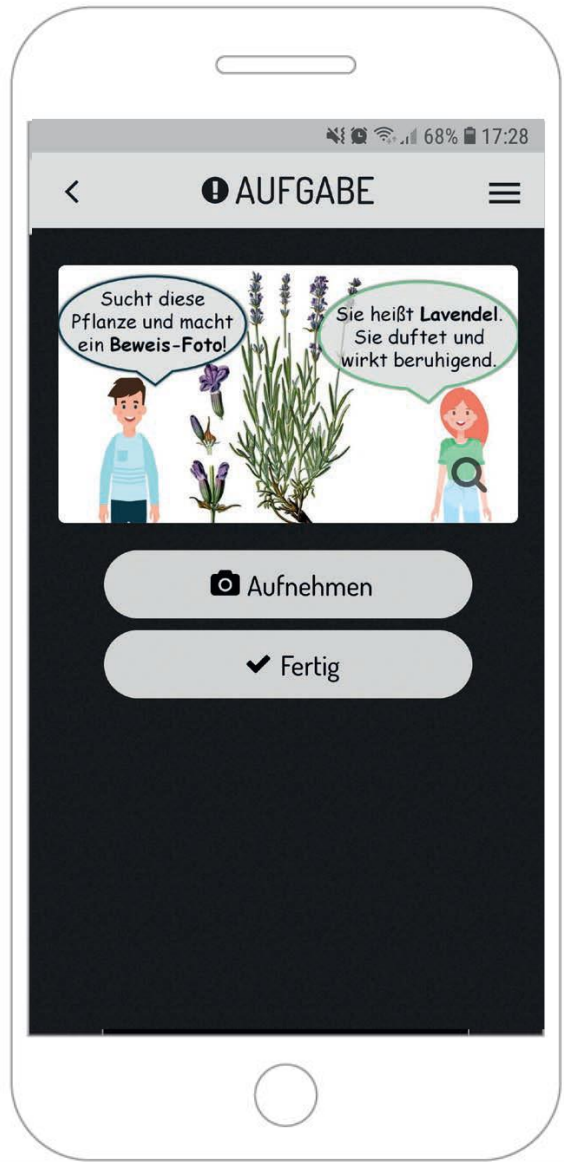 68% 17:28
AUFGABE
Sucht diese
Pflanze und macht
ein Beweis-Foto!
Sie heißt Lavendel.
Sie duftet und
wirkt beruhigend.
Aufnehmen
Fertig